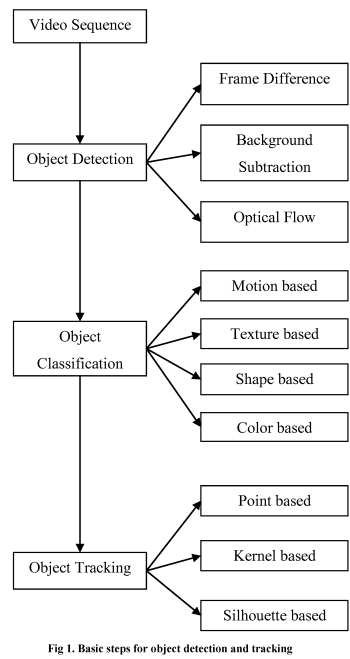 Video Sequence
Frame Difference
Object Detection
Background
Subtraction
Optical Flow
Motion based
Object
Classification
Texture based
Shape based
Color based
Point based
Object Tracking
Kernel based
Silhouette based
Fig 1. Basic steps for object detection and tracking